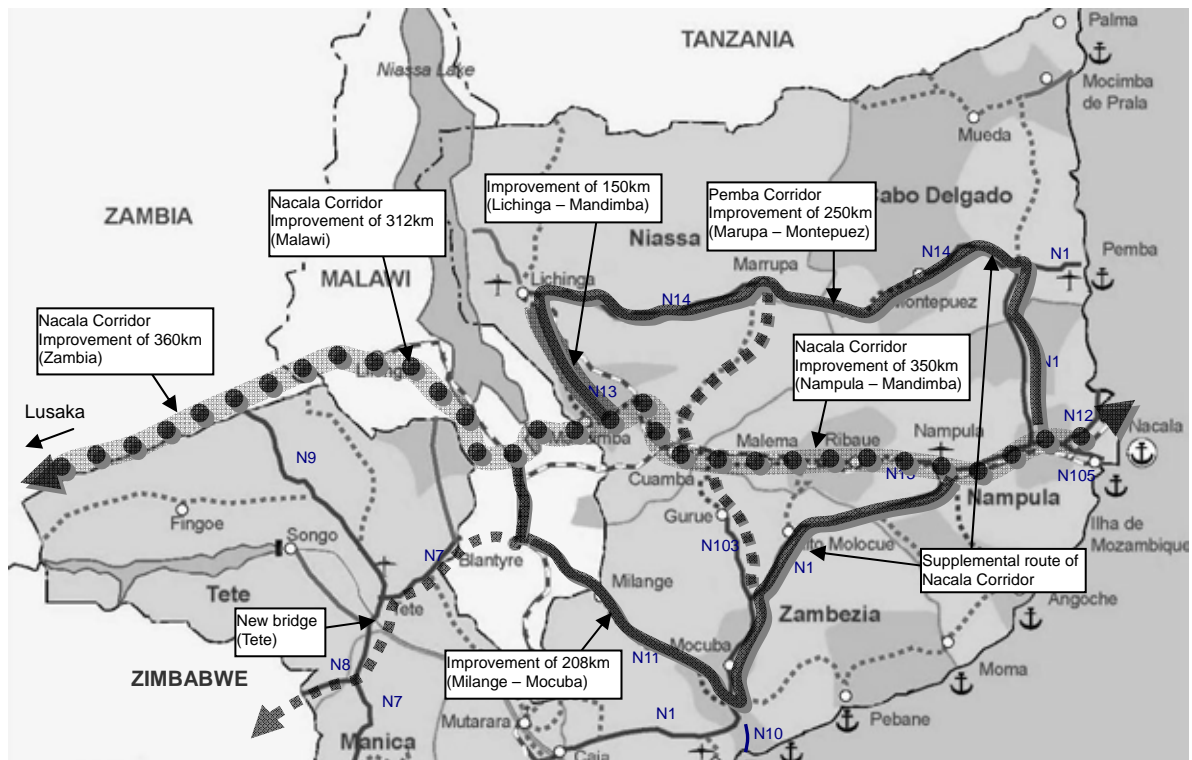 Palma
TANZANIA
Niassa Lake
Mocimba
de Prala
Mueda
Nacala Corridor
Improvement of 312km
(Malawi)
Improvement of 150km
(Lichinga – Mandimba)
Pemba Corridor
Improvement of 250km
(Marupa – Montepuez)
Cabo Delgado
ZAMBIA
Niassa
N14
N1
Pemba
MALAWI
Lichinga
Marrupa
N14
Montepuez
Nacala Corridor
Improvement of 360km
(Zambia)
Nacala Corridor
Improvement of 350km
(Nampula – Mandimba)
N1
N13
Lusaka
N12
Nacala
Malema
Ribaue
Nampula
N9
Cuamba
N13
N105
Nampula
Fingoe
Gurue
Ilha de
Mozambique
Songo
N7
Blantyre
N103
Alto Molocue
N1
Supplemental route of
Nacala Corridor
Tete
Milange
Tete
Zambezia
Angoche
New bridge
(Tete)
Mocuba
N8
Improvement of 208km
(Milange – Mocuba)
N11
Moma
ZIMBABWE
N7
Mutarara
N1
Pebane
N10
Manica
Caia